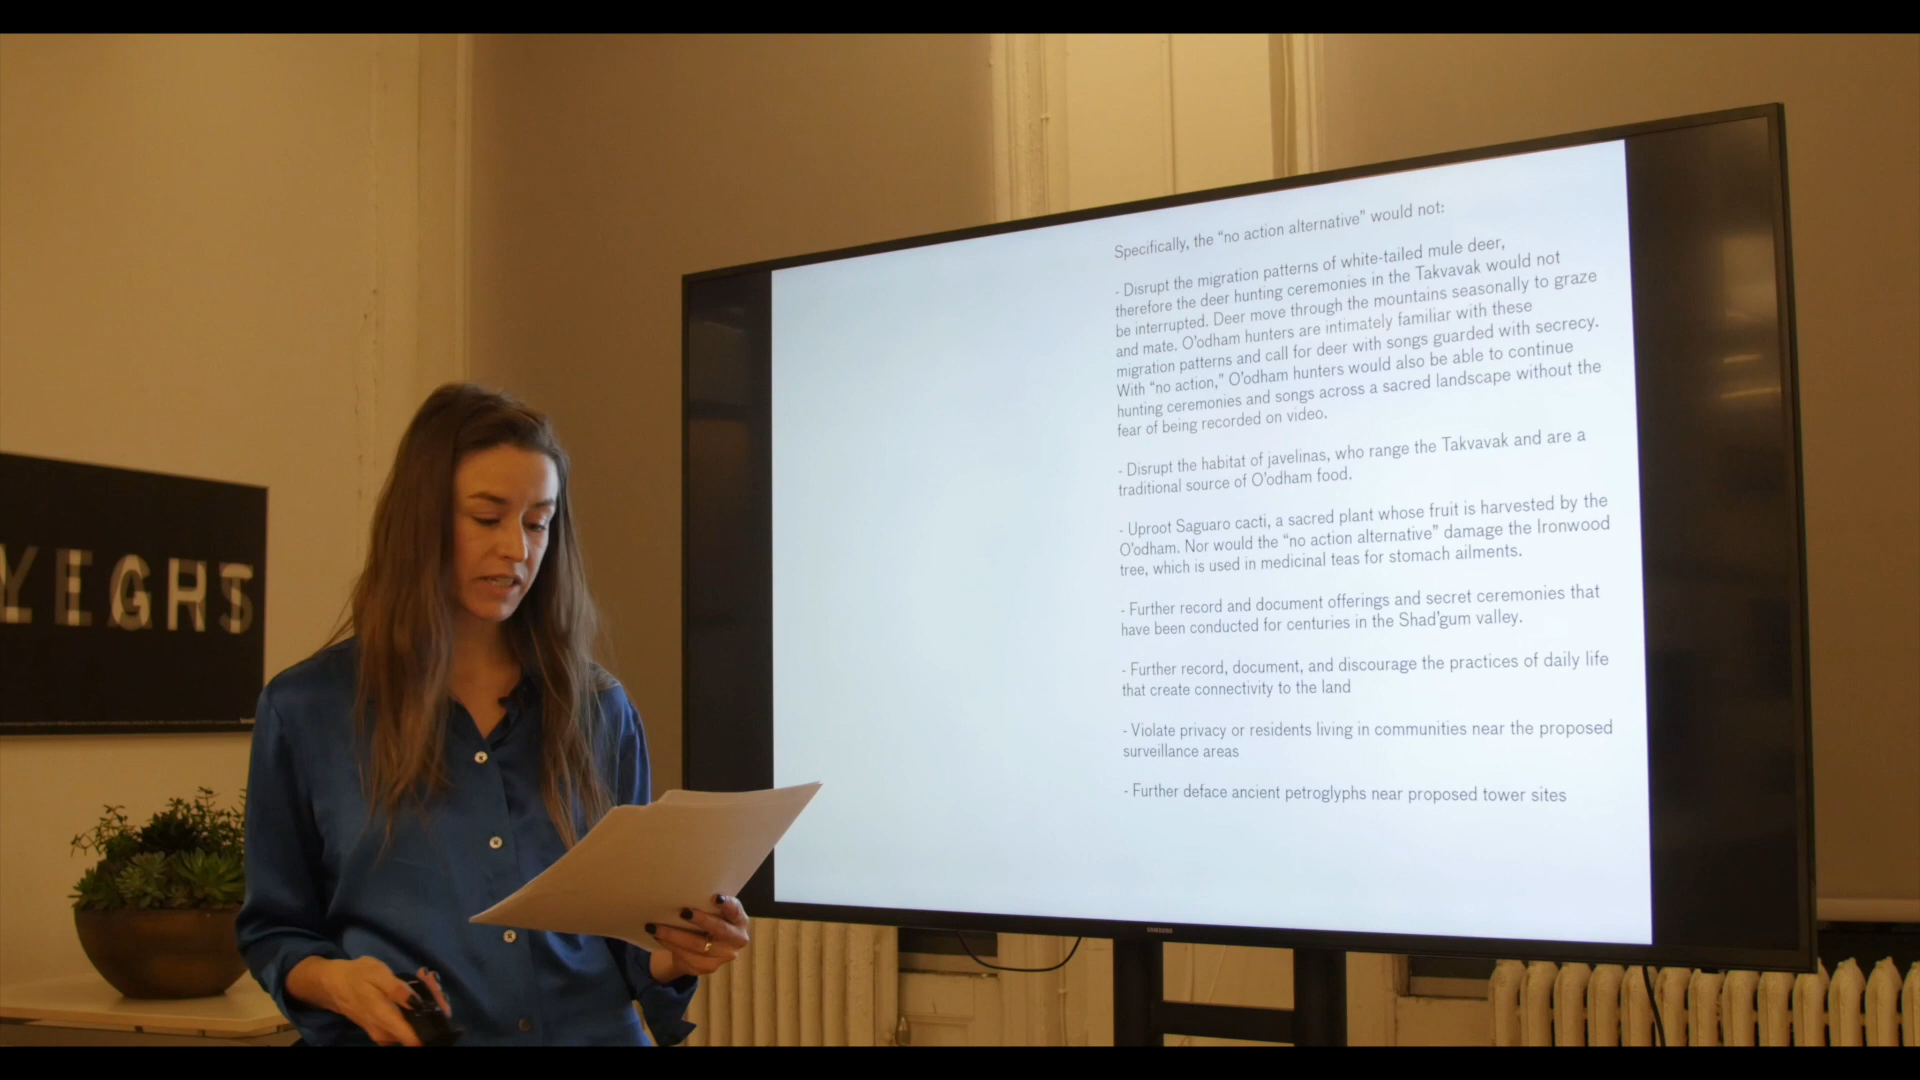 Specifically, the “no action alternative” would not:
- Disrupt the migration patterns of white-tailed mule deer,
therefore the deer hunting ceremonies in the Takvavak would not
be interrupted. Deer move through the mountains seasonally to graze
and mate. O’odham hunters are intimately familiar with these
migration patterns and call for deer with songs guarded with secrecy.
With “no action,” O’odham hunters would also be able to continue
hunting ceremonies and songs across a sacred landscape without the
fear of being recorded on video.
- Disrupt the habitat of javelinas, who range the Takvavak and are a
traditional source of O’odham food.
- Uproot Saguaro cacti, a sacred plant whose fruit is harvested by the
O’odham. Nor would the “no action alternative” damage the Ironwood
tree, which is used in medicinal teas for stomach ailments.
- Further record and document offerings and secret ceremonies that
have been conducted for centuries in the Shad’gum valley.
- Further record, document, and discourage the practices of daily life
that create connectivity to the land
- Violate privacy or residents living in communities near the proposed
surveillance areas
- Further deface ancient petroglyphs near proposed tower sites
SAMSUNG